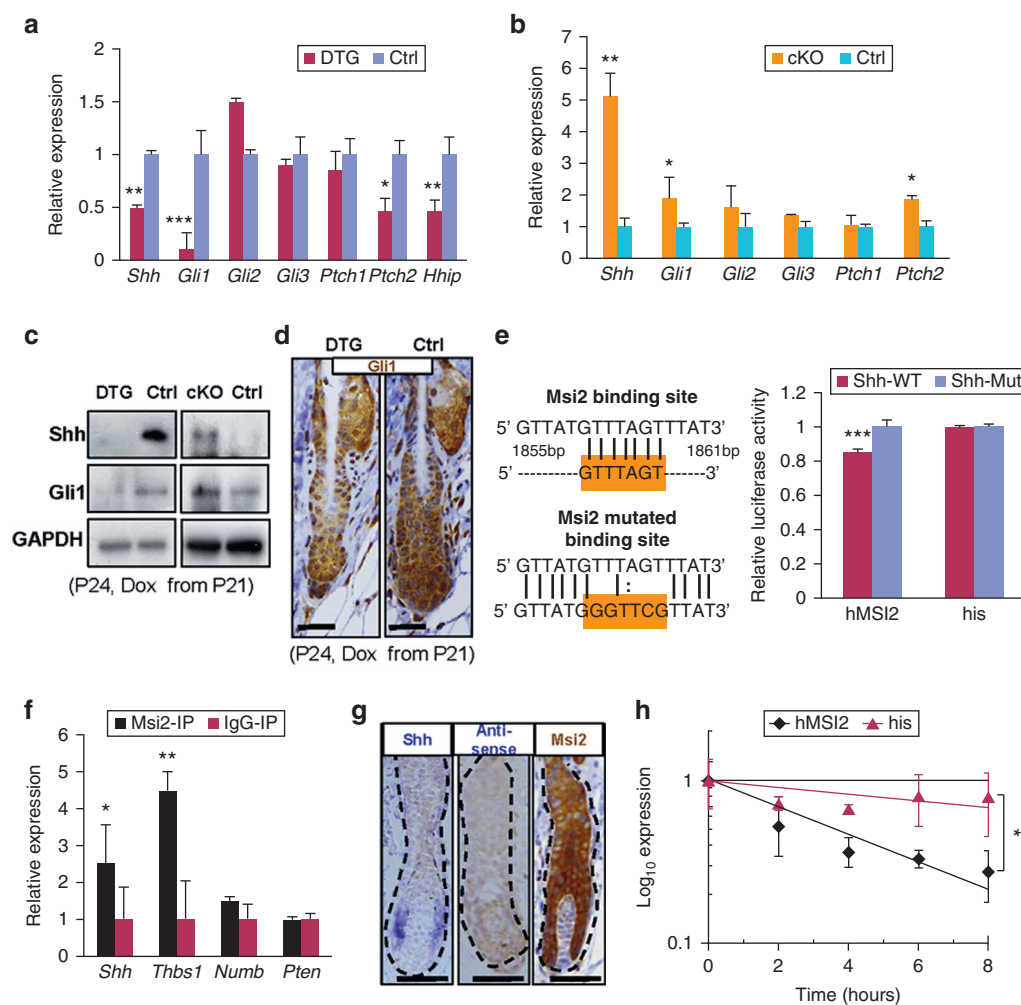 a
DTG Ctrl
Relative expression
2
1.5
1
0.5
0
**
***
*
**
Shh Gli1 Gli2 Gli3 Ptch1 Ptch2 Hhip
b
cKO Ctrl
Relative expression
7
6
5
4
3
2
1
0
**
*
*
Shh Gli1 Gli2 Gli3 Ptch1 Ptch2
c
DTG Ctrl cKO Ctrl
Shh
Gli1
GAPDH
(P24, Dox from P21)
d
DTG Ctrl
Gli1
(P24, Dox from P21)
e
Msi2 binding site
5' GTTATGTTTAGTTTAT3'
1855bp 1861bp
5' ----------- GTTTAGT ------3'
Msi2 mutated
binding site
5' GTTATGTTTAGTTTAT3'
:
5' GTTATGGGTTCGTTAT3'
Shh-WT Shh-Mut
Relative luciferase activity
1.4
1.2
1
0.8
0.6
0.4
0.2
0
***
hMSI2 his
f
Msi2-IP IgG-IP
Relative expression
6
5
4
3
2
1
0
*
**
Shh Thbs1 Numb Pten
g
Shh
Anti-
sense
Msi2
h
hMSI2 his
Log10 expression
1
0.1
*
0 2 4 6 8
Time (hours)